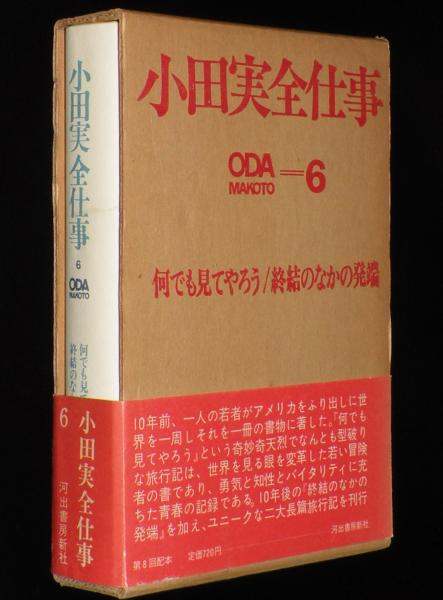 小田実全仕事
ODA
MAKOTO
=6
何でも見てやろう/終結のなかの発端
10年前、一人の若者がアメリカをふり出しに世
界を一周しそれを一冊の書物に著した。『何でも
見てやろう』という奇妙奇天烈でなんとも型破り
な旅行記は、世界を見る眼を変革した若い冒険
者の書であり、勇気と知性とバイタリティに充
ちた青春の記録である。10年後の『終結のなかの
発端』を加え、ユニークな二大長篇旅行記を刊行
第8回配本
定価720円
河出書房新社
小田実全仕事
6
ODA
MAKOTO
何でも見て
終結のなか
6
小田実全仕事
河出書房新社